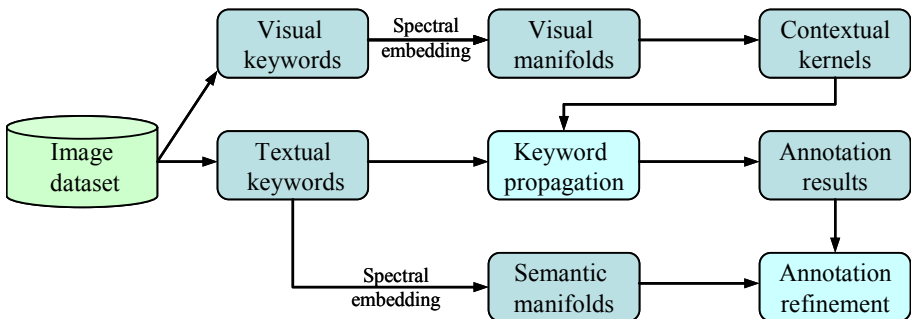 Visual
keywords
Spectral
embedding
Visual
manifolds
Contextual
kernels
Image
dataset
Textual
keywords
Keyword
propagation
Annotation
results
Spectral
embedding
Semantic
manifolds
Annotation
refinement